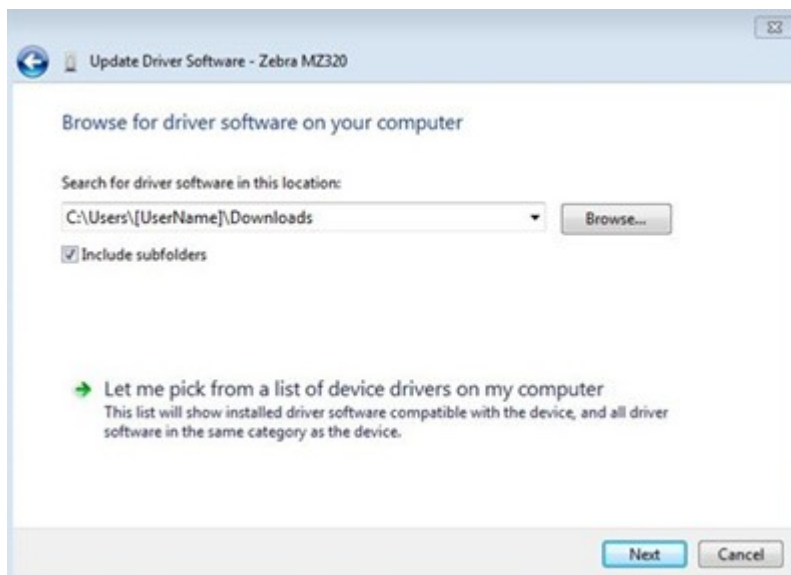 Update Driver Software - Zebra MZ320
Browse for driver software on your computer
Search for driver software in this location:
C:\Users\[UserName]\Downloads
Browse...
Include subfolders
Let me pick from a list of device drivers on my computer
This list will show installed driver software compatible with the device, and all driver
software in the same category as the device.
Next
Cancel